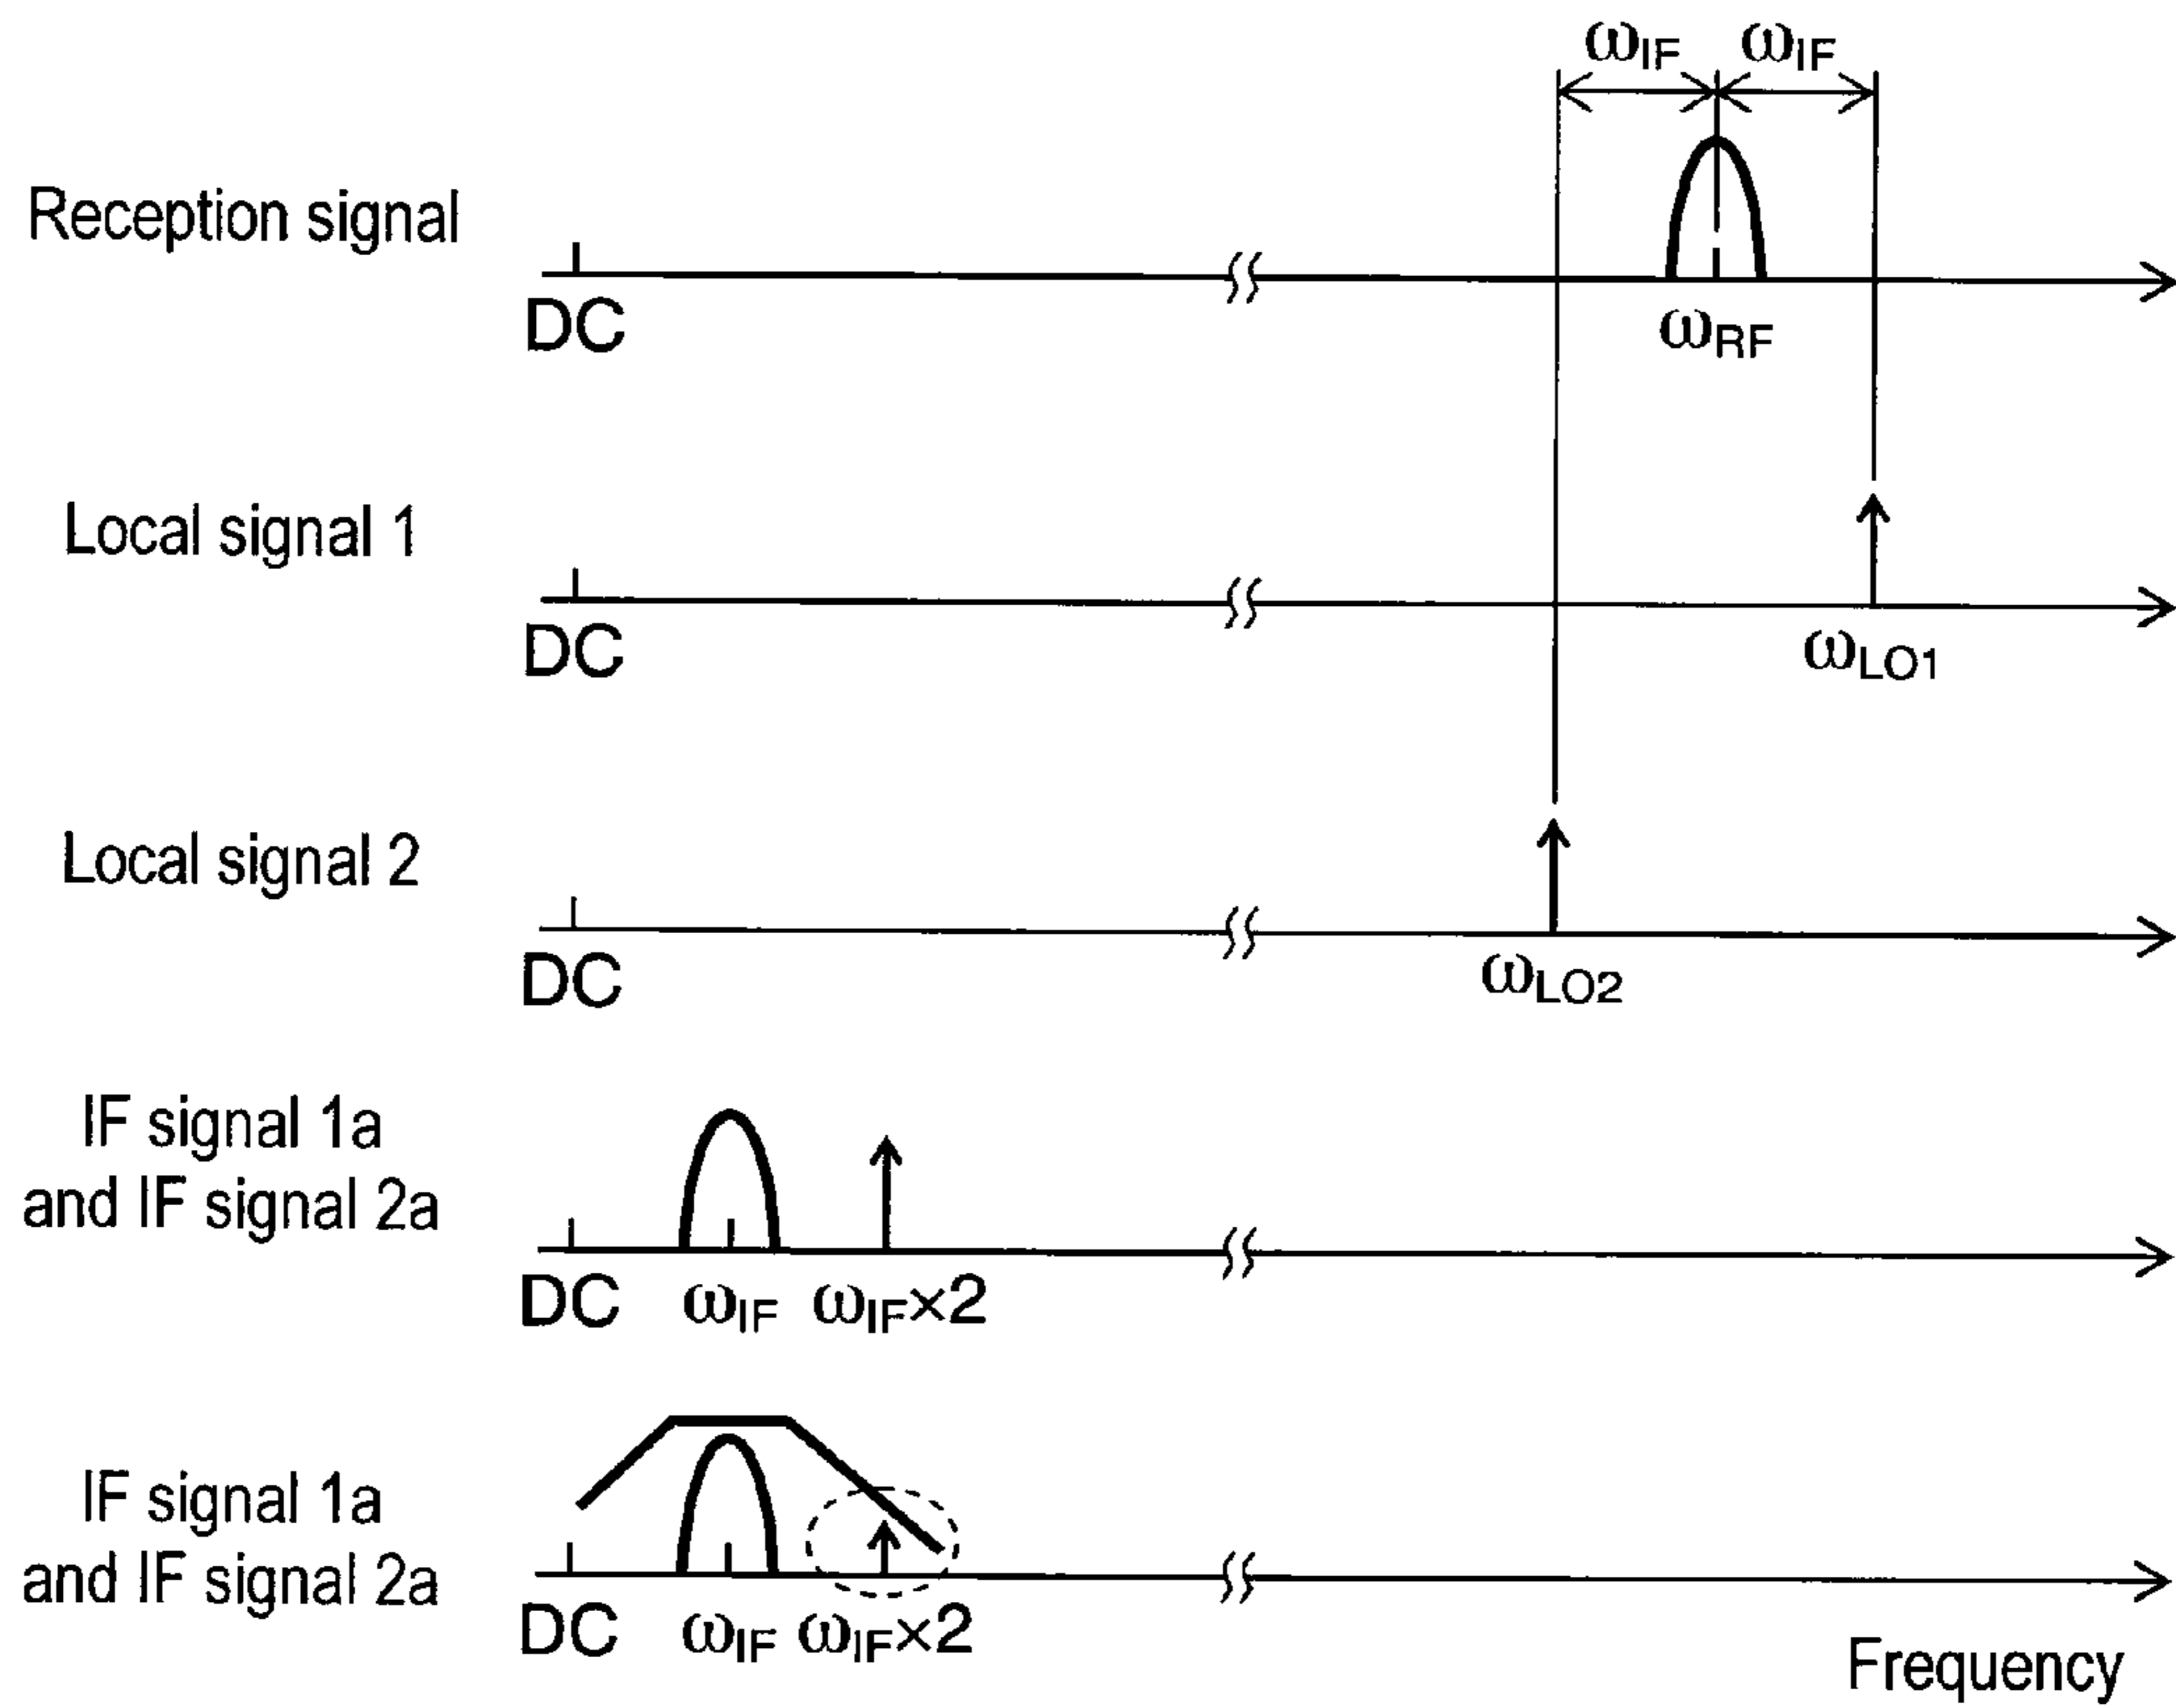 ωIF ωIF
Reception signal
DC ωRF
Local signal 1
DC ωLO1
Local signal 2
DC ωLO2
IF signal 1a
and IF signal 2a
DC ωIF ωIF×2
IF signal 1a
and IF signal 2a
DC ωIF ωIF×2
Frequency